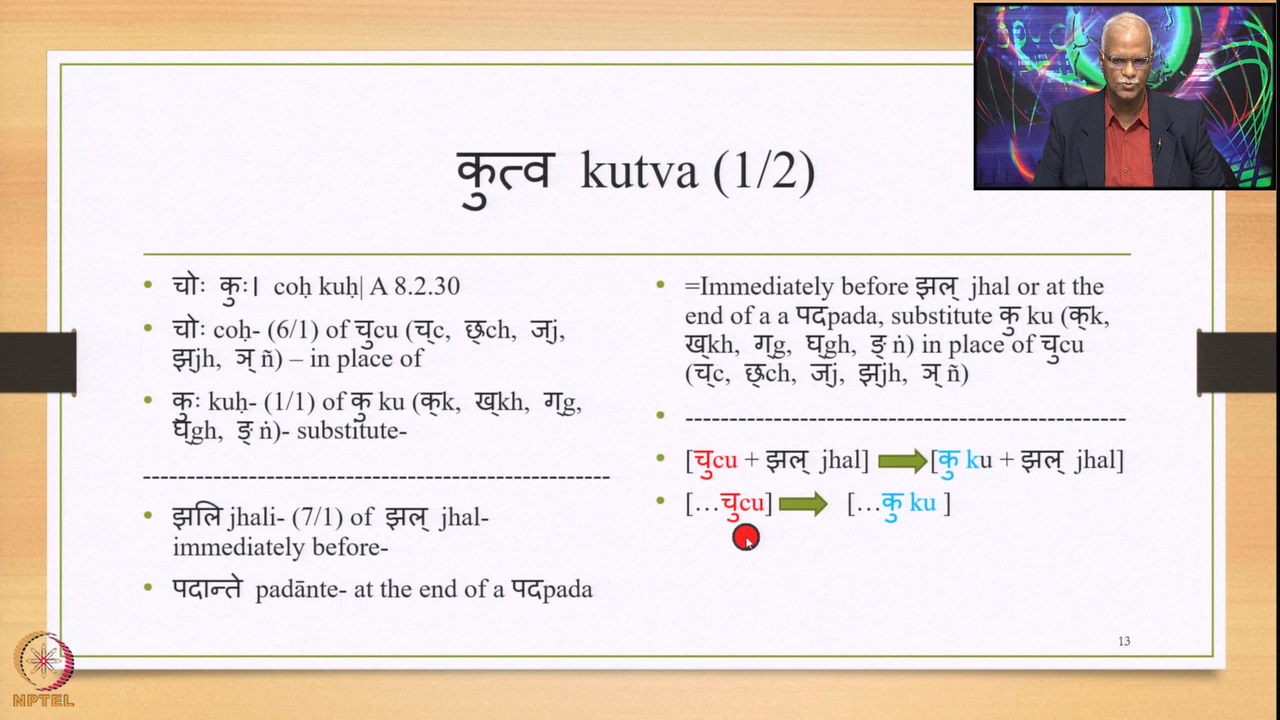 कुत्व kutva (1/2)
• चोः कुः। coḥ kuḥ| A 8.2.30
• चोः coḥ- (6/1) of चुcu (च्c, छ्ch, ज्j,
झ्jh, ञ् ñ) – in place of
• कुः kuḥ- (1/1) of कु ku (क्k, ख्kh, ग्g,
घ्gh, ङ् ṅ)- substitute-
-----------------------------------------------------
• झलि jhali- (7/1) of झल् jhal-
immediately before-
• पदान्ते padānte- at the end of a पदpada
• =Immediately before झल् jhal or at the
end of a a पदpada, substitute कु ku (क्k,
ख्kh, ग्g, घ्gh, ङ् ṅ) in place of चुcu
(च्c, छ्ch, ज्j, झ्jh, ञ् ñ)
• --------------------------------------------------
• [चुcu + झल् jhal] [कु ku + झल् jhal]
• […चुcu] […कु ku ]
13
NPTEL